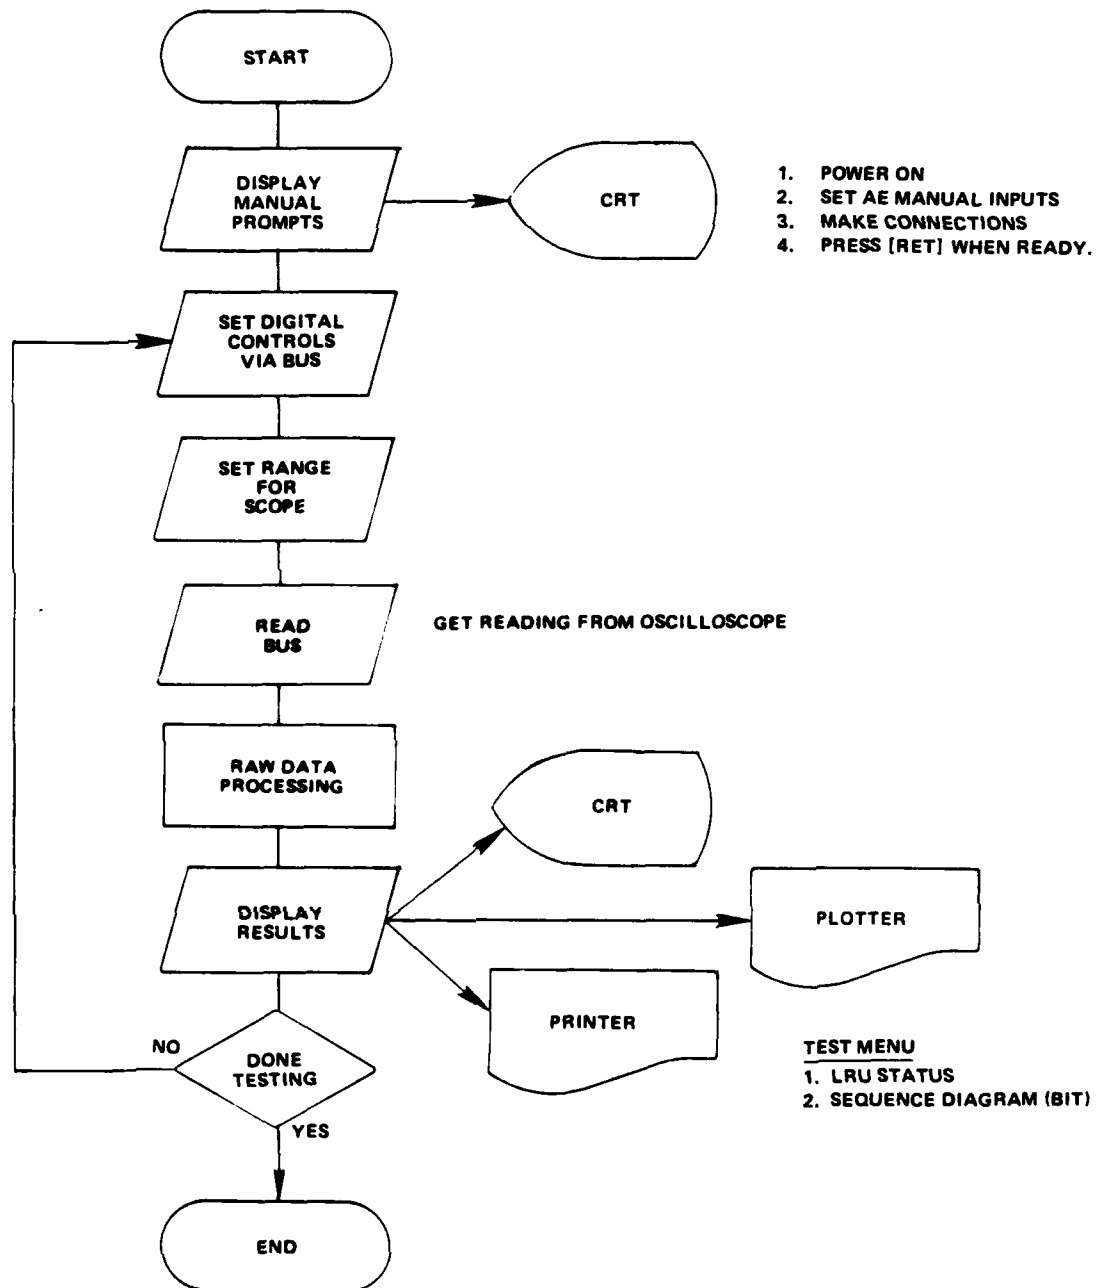 START
DISPLAY
MANUAL
PROMPTS
CRT
1. POWER ON
2. SET AE MANUAL INPUTS
3. MAKE CONNECTIONS
4. PRESS [RET] WHEN READY.
SET DIGITAL
CONTROLS
VIA BUS
SET RANGE
FOR
SCOPE
READ
BUS
GET READING FROM OSCILLOSCOPE
RAW DATA
PROCESSING
CRT
DISPLAY
RESULTS
PLOTTER
PRINTER
NO
DONE
TESTING
YES
TEST MENU
1. LRU STATUS
2. SEQUENCE DIAGRAM (BIT)
END